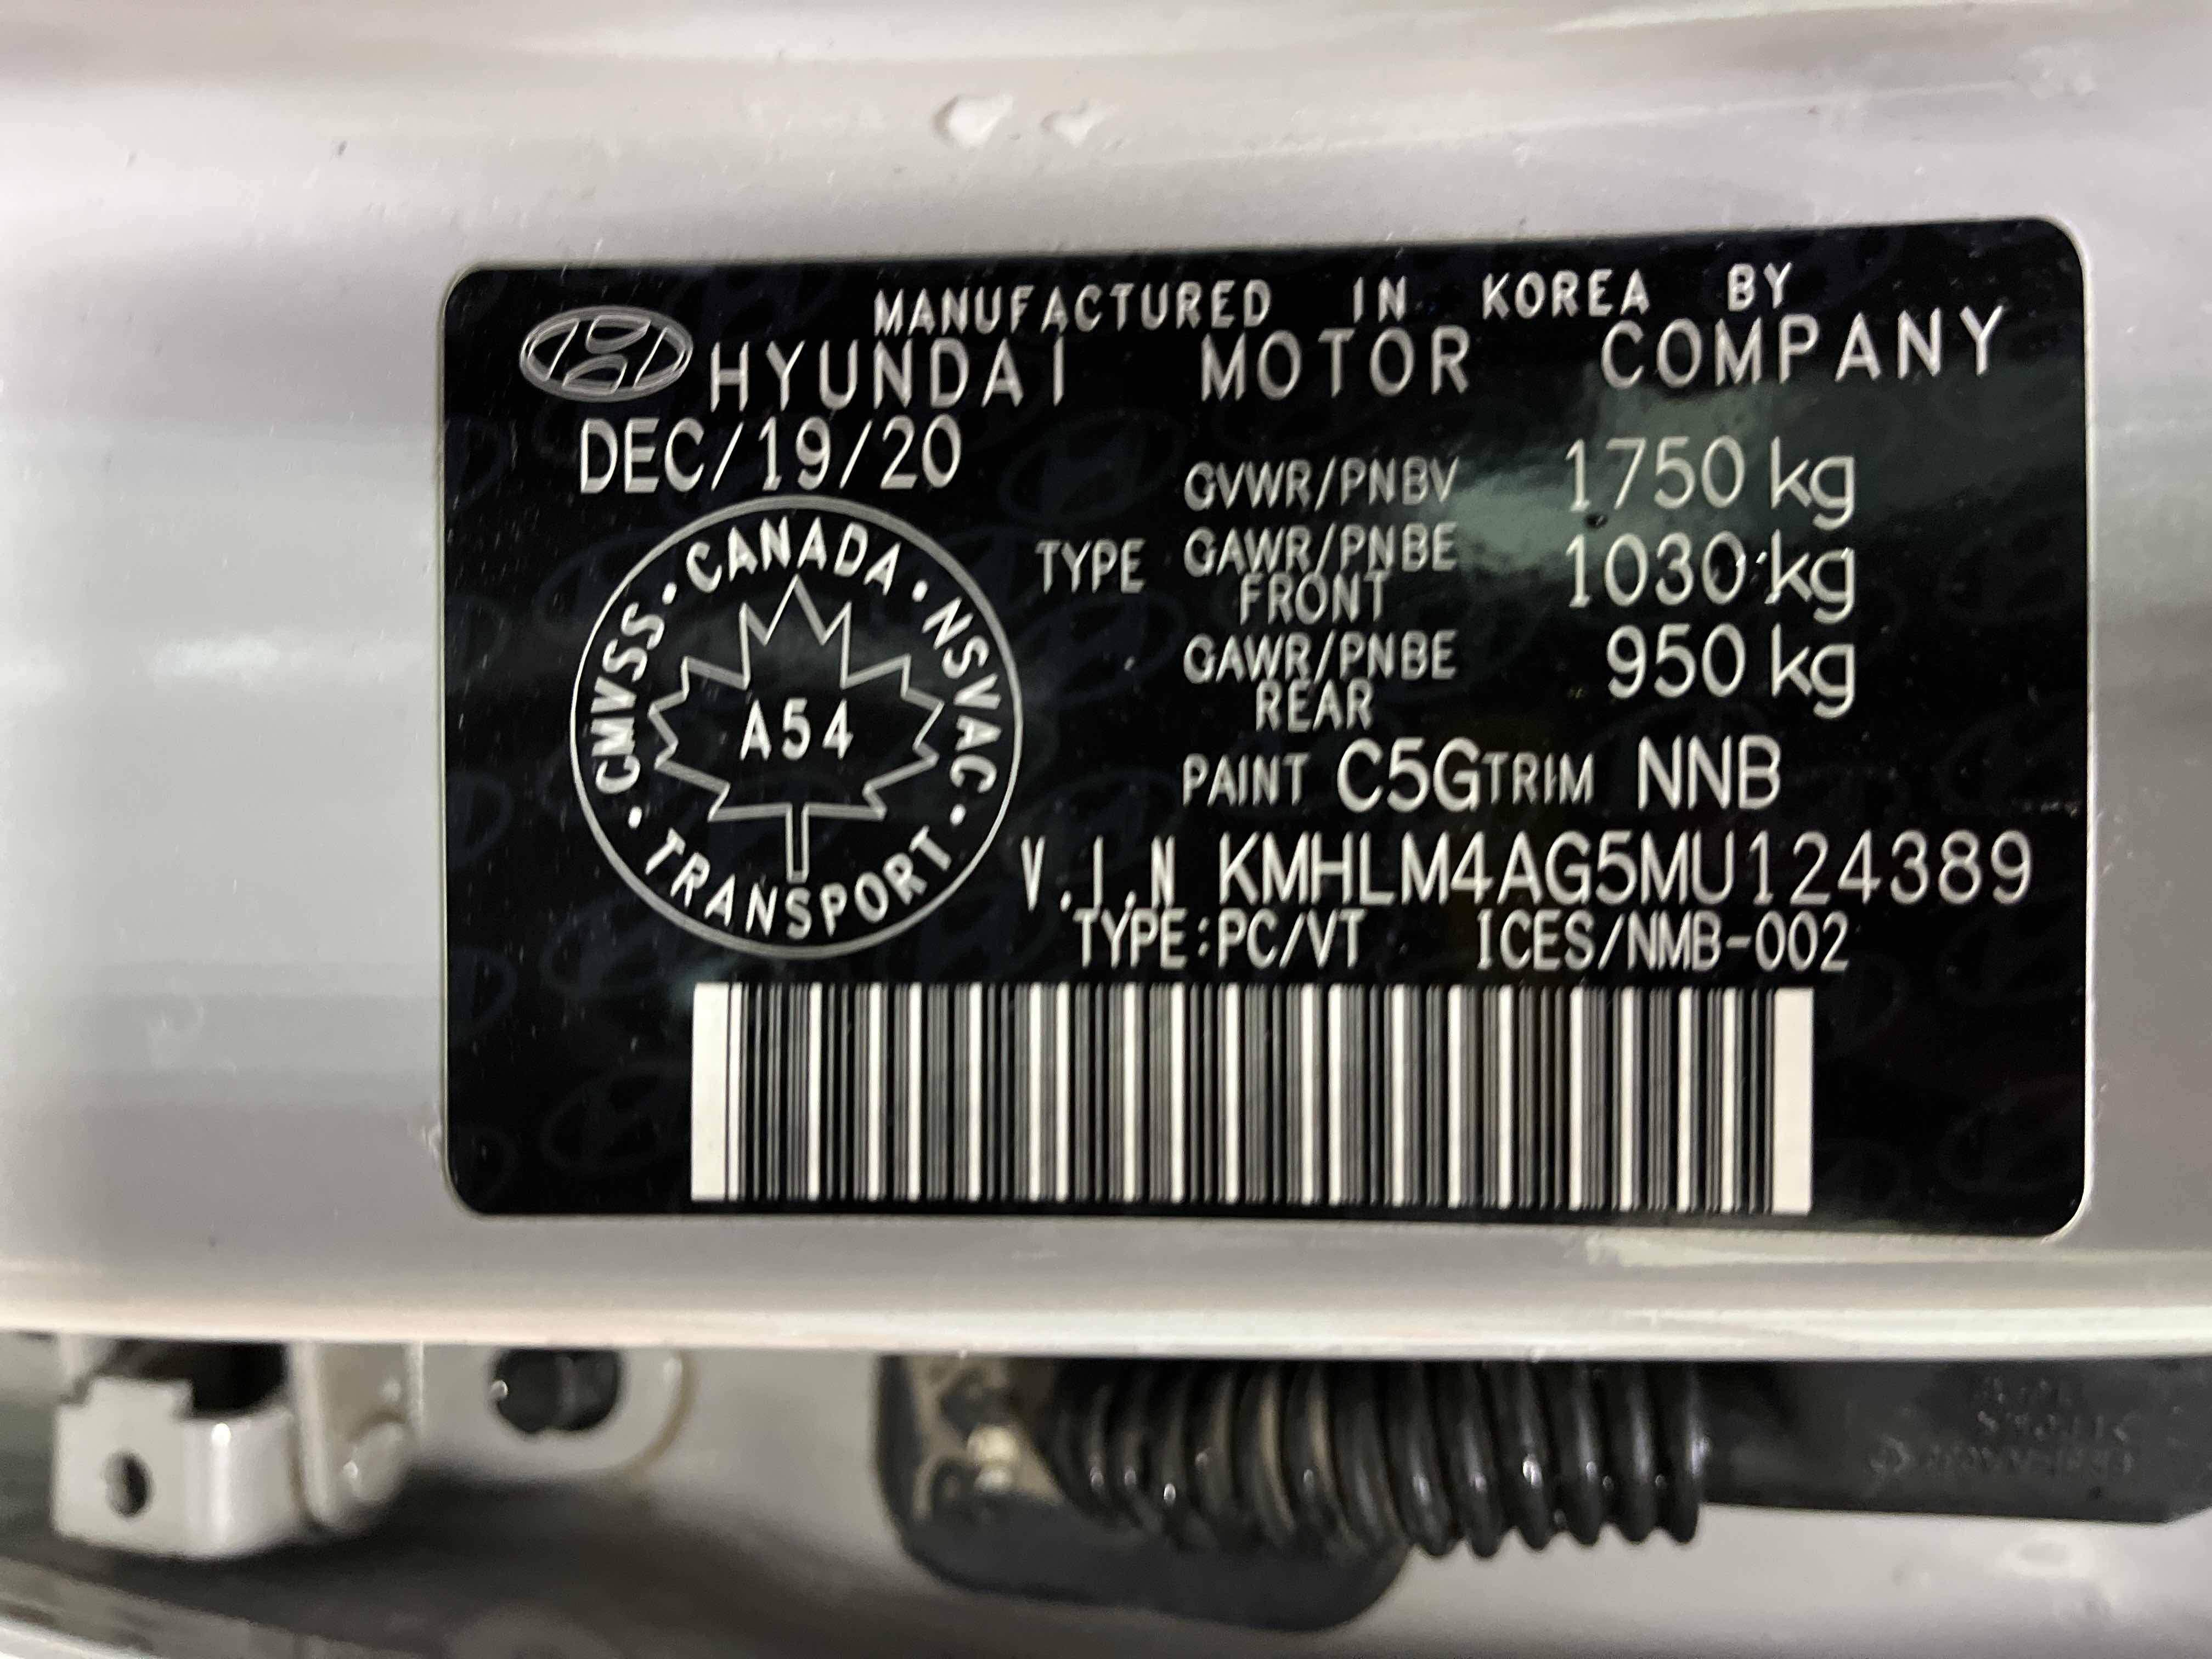 MANUFACTURED IN KOREA BY
HYUNDAI MOTOR COMPANY
DEC/19/20
GVWR/PNBV 1750 kg
TYPE GAWR/PNBE FRONT 1030 kg
GAWR/PNBE REAR 950 kg
CANADA · NSVAC · TRANSPORT · CMVSS ·
A54
PAINT C5G TRIM NNB
V.I.N KMHLM4AG5MU124389
TYPE:PC/VT ICES/NMB-002